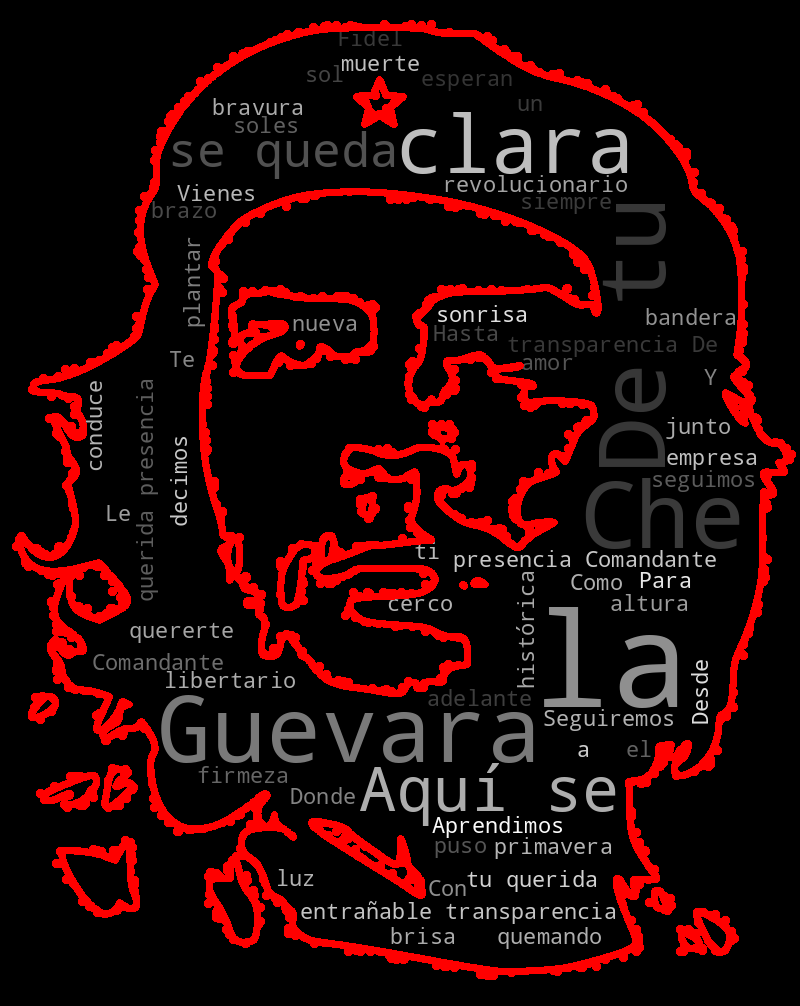 Fidel
muerte
sol
esperan
bravura
un
soles
clara
se queda
revolucionario
Vienes
siempre
brazo
De tu
plantar
sonrisa
bandera
nueva
Hasta
transparencia De
Te
amor
Y
conduce
querida presencia
decimos
junto
empresa
seguimos
Che
Le
ti
presencia Comandante
Como
Para
cerco
altura
histórica
quererte
la
Comandante
libertario
Desde
adelante
Guevara
Seguiremos
a
el
firmeza
Donde
Aquí se
Aprendimos
puso
primavera
luz
Con
tu querida
entrañable transparencia
brisa
quemando